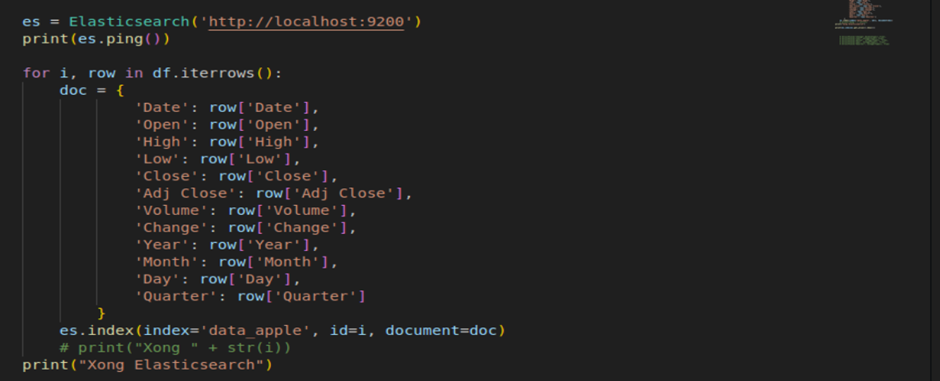 es = Elasticsearch('http://localhost:9200')
print(es.ping())
for i, row in df.iterrows():
    doc = {
            'Date': row['Date'],
            'Open': row['Open'],
            'High': row['High'],
            'Low': row['Low'],
            'Close': row['Close'],
            'Adj Close': row['Adj Close'],
            'Volume': row['Volume'],
            'Change': row['Change'],
            'Year': row['Year'],
            'Month': row['Month'],
            'Day': row['Day'],
            'Quarter': row['Quarter']
        }
    es.index(index='data_apple', id=i, document=doc)
    # print("Xong " + str(i))
print("Xong Elasticsearch")